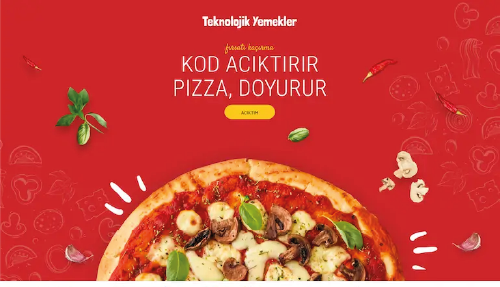 Teknolojik Yemekler
fırsatı kaçırma
KOD ACIKTIRIR
PIZZA, DOYURUR
ACIKTIM